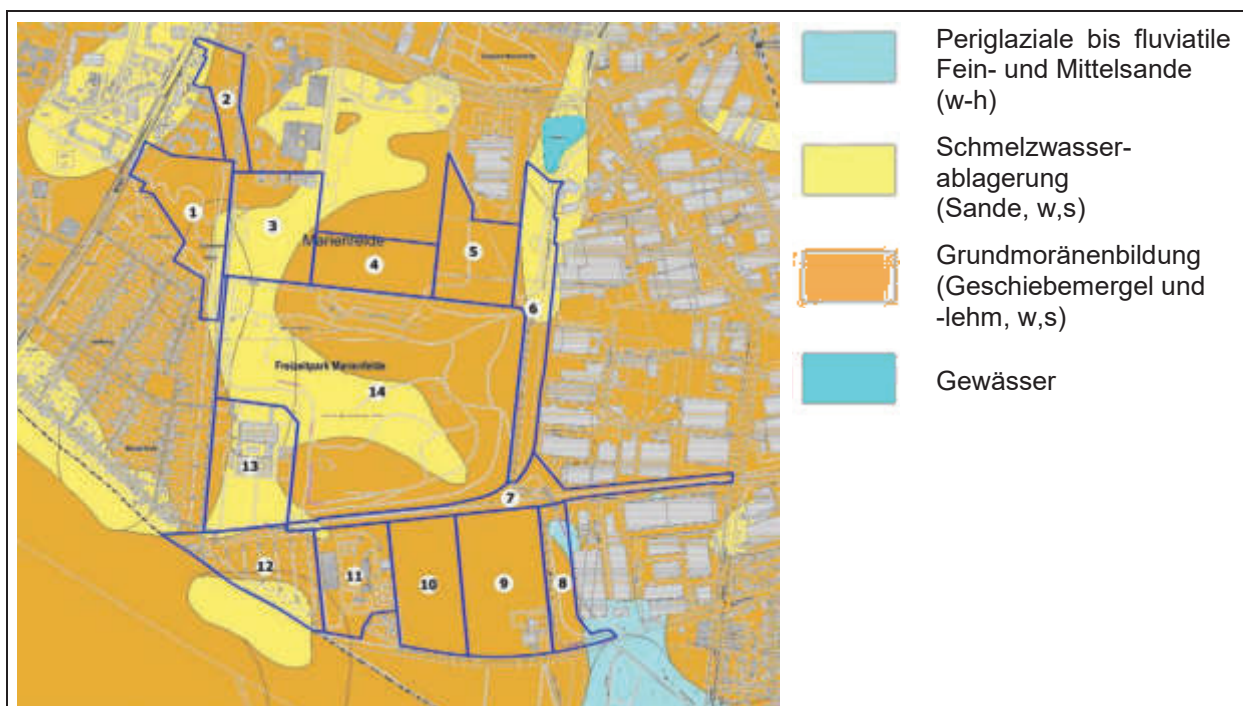 2
1
3
Marienfelde
4
5
6
Freizeitpark Marienfelde
14
13
7
12
11
10
9
8
Periglaziale bis fluviatile
Fein- und Mittelsande
(w-h)
Schmelzwasser-
ablagerung
(Sande, w,s)
Grundmoränenbildung
(Geschiebemergel und
-lehm, w,s)
Gewässer